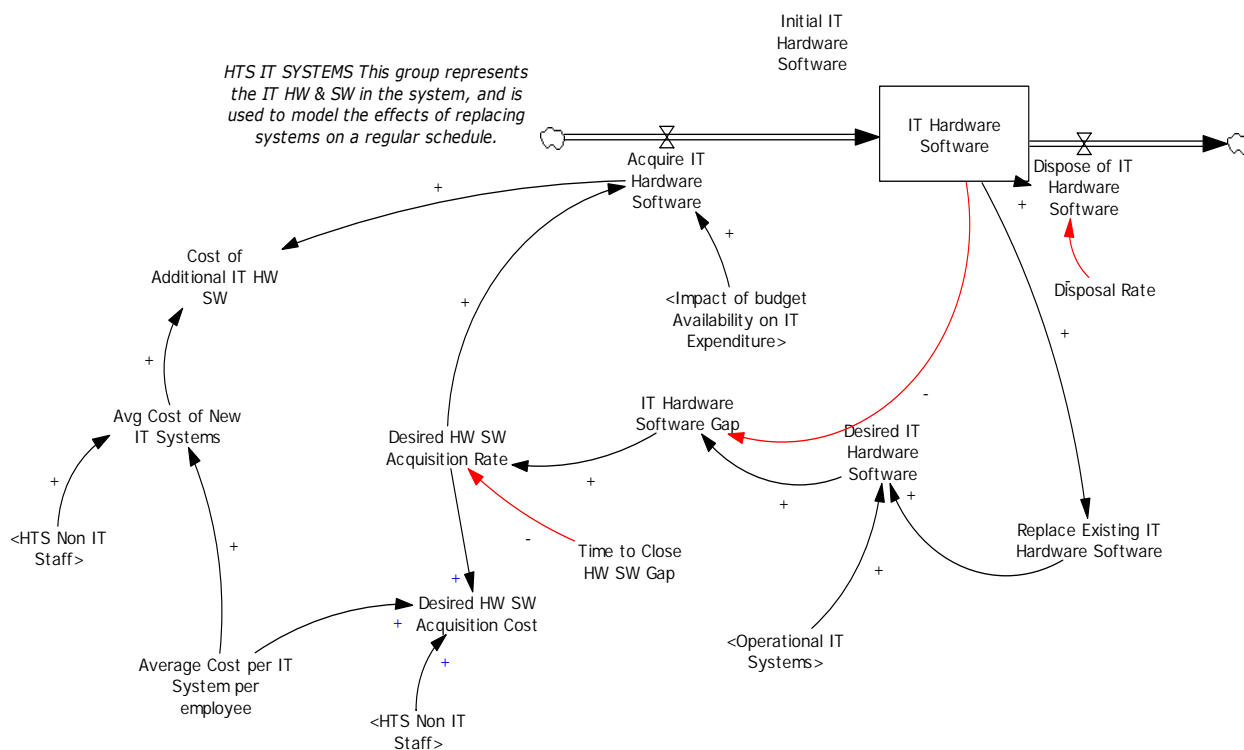 Initial IT
Hardware
Software
HTS IT SYSTEMS This group represents
the IT HW & SW in the system, and is
used to model the effects of replacing
systems on a regular schedule.
IT Hardware
Software
Acquire IT
Hardware
Software
Dispose of IT
Hardware
Software
+
+
Cost of
Additional IT HW
SW
+
<Impact of budget
Availability on IT
Expenditure>
+
-
Disposal Rate
+
+
Avg Cost of New
IT Systems
IT Hardware
Software Gap
-
Desired HW SW
Acquisition Rate
Desired IT
Hardware
Software
+
+
+
+
<HTS Non IT
Staff>
+
-
Time to Close
HW SW Gap
Replace Existing IT
Hardware Software
+
+
Desired HW SW
Acquisition Cost
+
+
<Operational IT
Systems>
Average Cost per IT
System per
employee
<HTS Non IT
Staff>